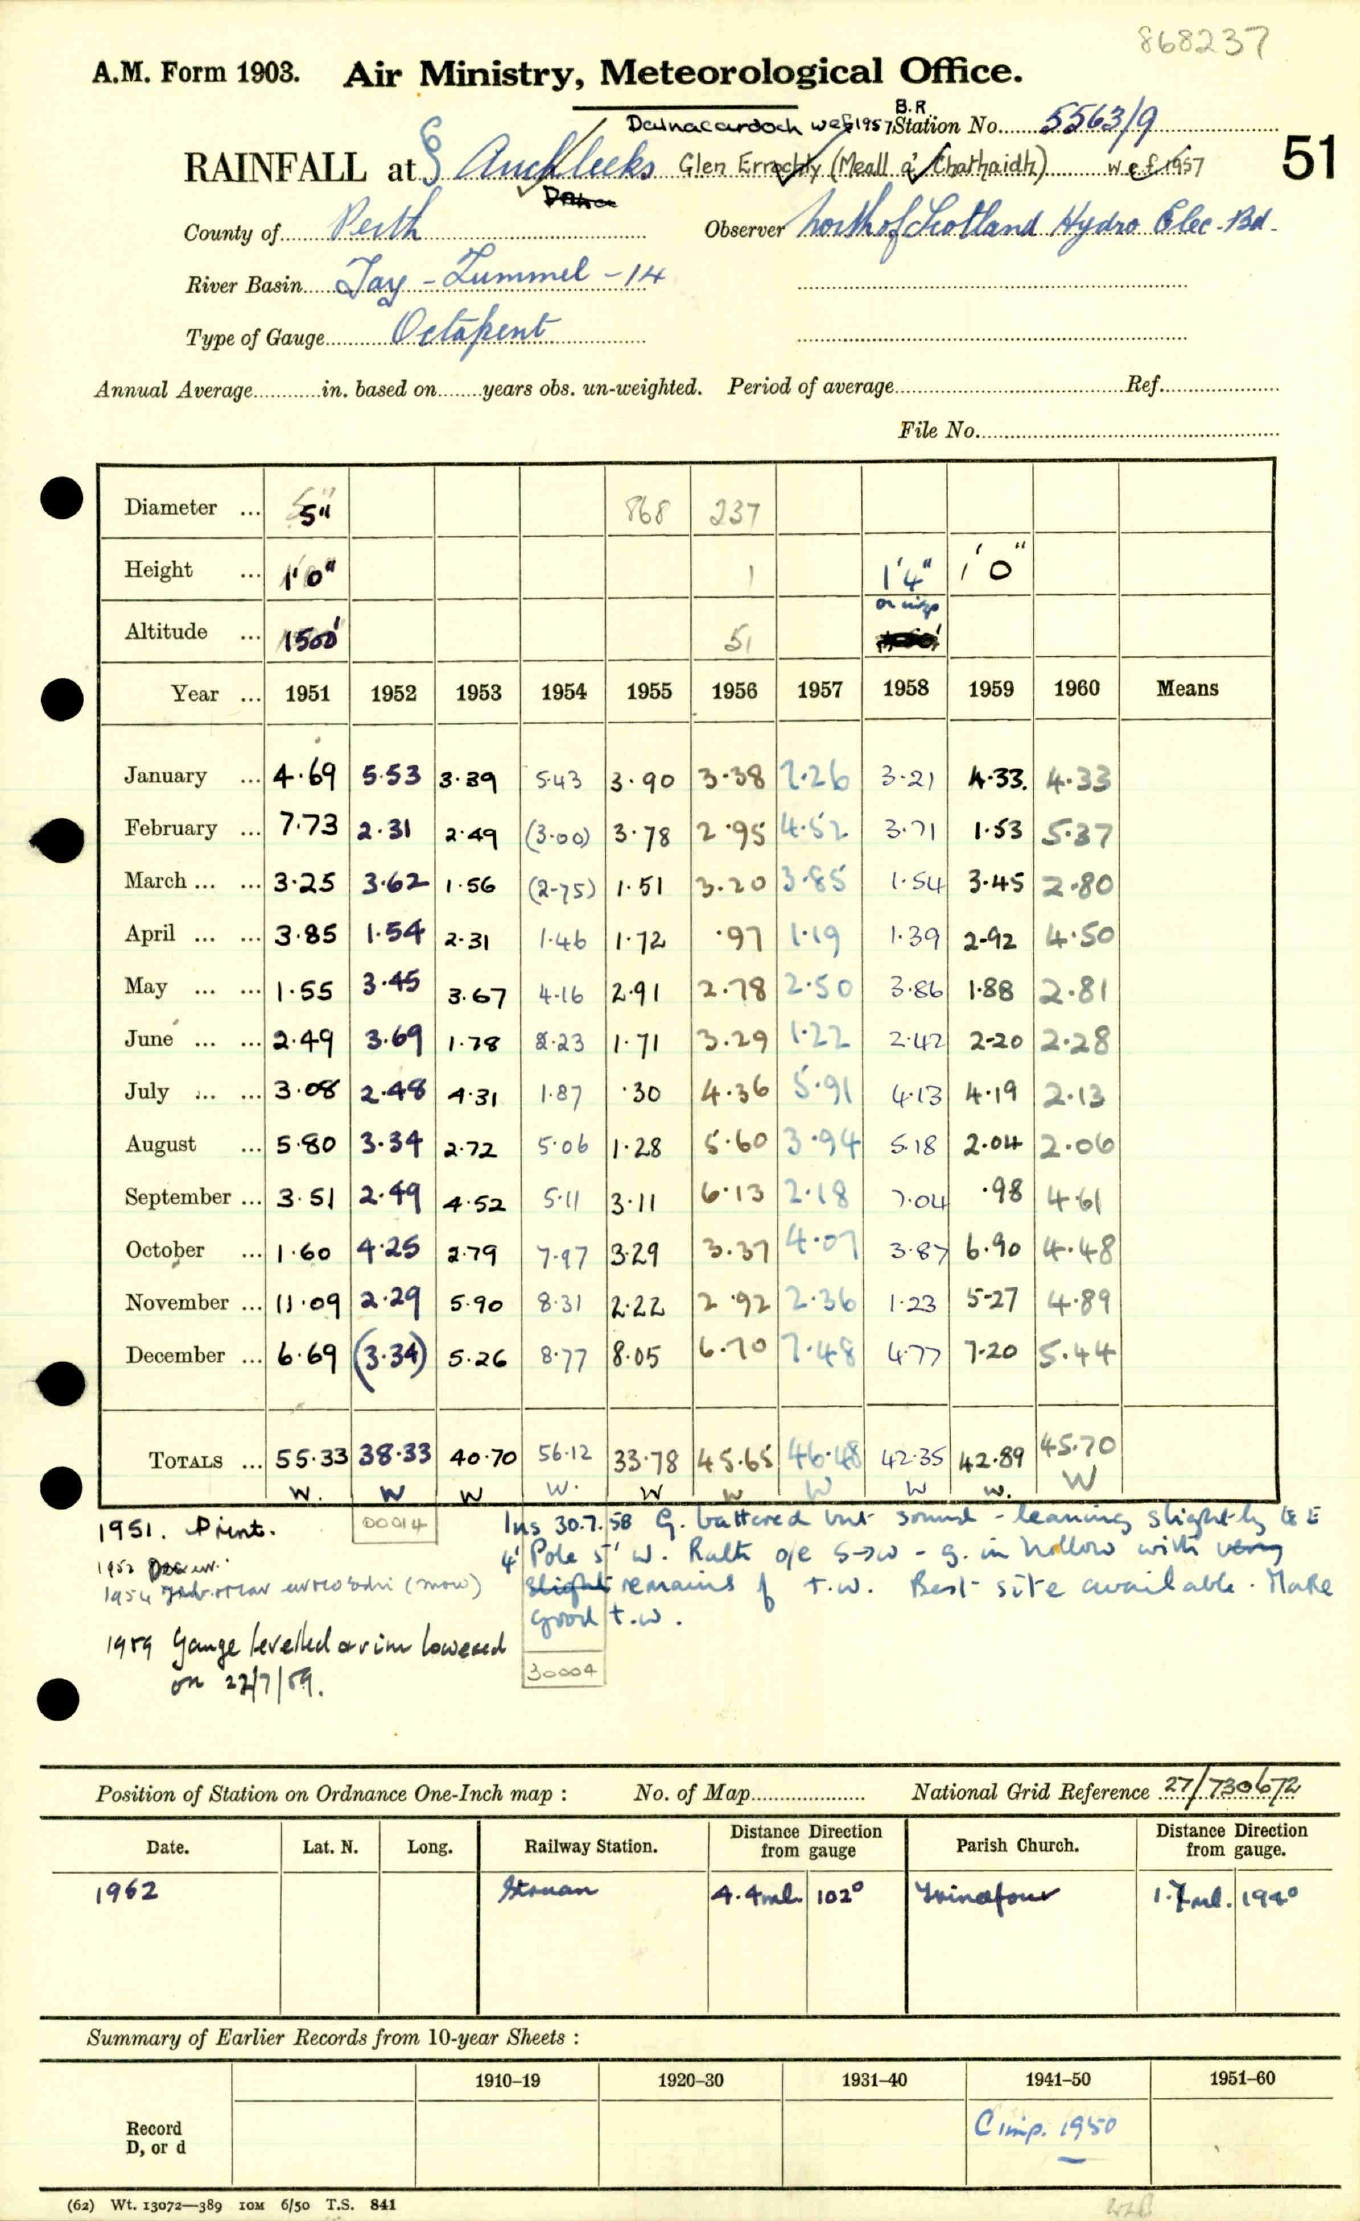 868237
A.M. Form 1903. Air Ministry, Meteorological Office.
Dalnacardoch wef 1957 B.R. Station No. 5563/9
RAINFALL at § Auchleeks Glen Errochty (Meall a' Chathaidh) wef 1957 51
County of Perth Observer North of Scotland Hydro Elec. Bd.
River Basin Tay - Tummel - 14
Type of Gauge Octapent
Annual Average in. based on years obs. un-weighted. Period of average Ref.
File No.
Diameter ... 5" 868 237
Height ... 1' 0" 1 1'4" 1' 0"
on insp
Altitude ... 1500' 51
Year ... 1951 1952 1953 1954 1955 1956 1957 1958 1959 1960 Means
January ... 4·69 5·53 3·39 5·43 3·90 3·38 7·26 3·21 4·33 4·33
February ... 7·73 2·31 2·49 (3·00) 3·78 2·95 4·52 3·71 1·53 5·37
March ... ... 3·25 3·62 1·56 (2·75) 1·51 3·20 3·85 1·54 3·45 2·80
April ... ... 3·85 1·54 2·31 1·46 1·72 ·97 1·19 1·39 2·92 4·50
May ... ... 1·55 3·45 3·67 4·16 2·91 2·78 2·50 3·86 1·88 2·81
June ... ... 2·49 3·69 1·78 2·23 1·71 3·29 1·22 2·42 2·20 2·28
July ... ... 3·08 2·48 4·31 1·87 ·30 4·36 5·91 4·13 4·19 2·13
August ... 5·80 3·34 2·72 5·06 1·28 5·60 3·94 5·18 2·04 2·06
September ... 3·51 2·49 4·52 5·11 3·11 6·13 2·18 7·04 ·98 4·61
October ... 1·60 4·25 2·79 7·97 3·29 3·37 4·07 3·87 6·90 4·48
November ... 11·09 2·29 5·90 8·31 2·22 2·92 2·36 1·23 5·27 4·89
December ... 6·69 (3·34) 5·26 8·77 8·05 6·70 7·48 4·77 7·20 5·44
TOTALS ... 55·33 38·33 40·70 56·12 33·78 45·65 46·48 42·35 42·89 45·70
W. W W W. W W W W W. W
1951. Print. 00014 Ins 30.7.58 G. battered but sound - leaning slightly to E
1952 Dec
4' Pole 5' W. o/e S→W - g. in hollow with very
1954 (snow) slight remains of t.w. Best site available. Make
good t.w.
1959 Gauge levelled & rim lowered
on 22/7/59.
30004
Position of Station on Ordnance One-Inch map : No. of Map National Grid Reference 27/730672
Date. Lat. N. Long. Railway Station. Distance from Direction gauge Parish Church. Distance from Direction gauge.
1962 Struan 4.4 ml. 102° Trinafour 1.7 ml. 194°
Summary of Earlier Records from 10-year Sheets :
1910–19 1920–30 1931–40 1941–50 1951–60
Record
D, or d
C imp. 1950
(62) Wt. 13072—389 10M 6/50 T.S. 841